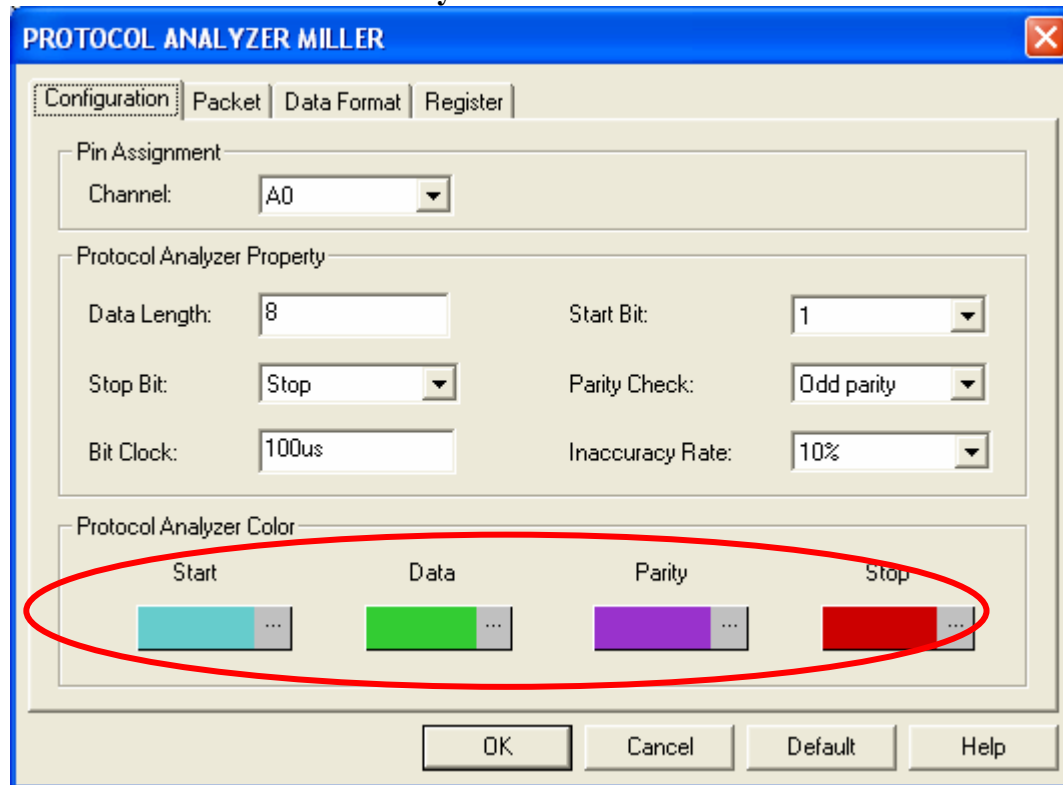 PROTOCOL ANALYZER MILLER
Configuration Packet Data Format Register
Pin Assignment
Channel: A0
Protocol Analyzer Property
Data Length: 8 Start Bit: 1
Stop Bit: Stop Parity Check: Odd parity
Bit Clock: 100us Inaccuracy Rate: 10%
Protocol Analyzer Color
Start Data Parity Stop
... ... ... ...
OK Cancel Default Help